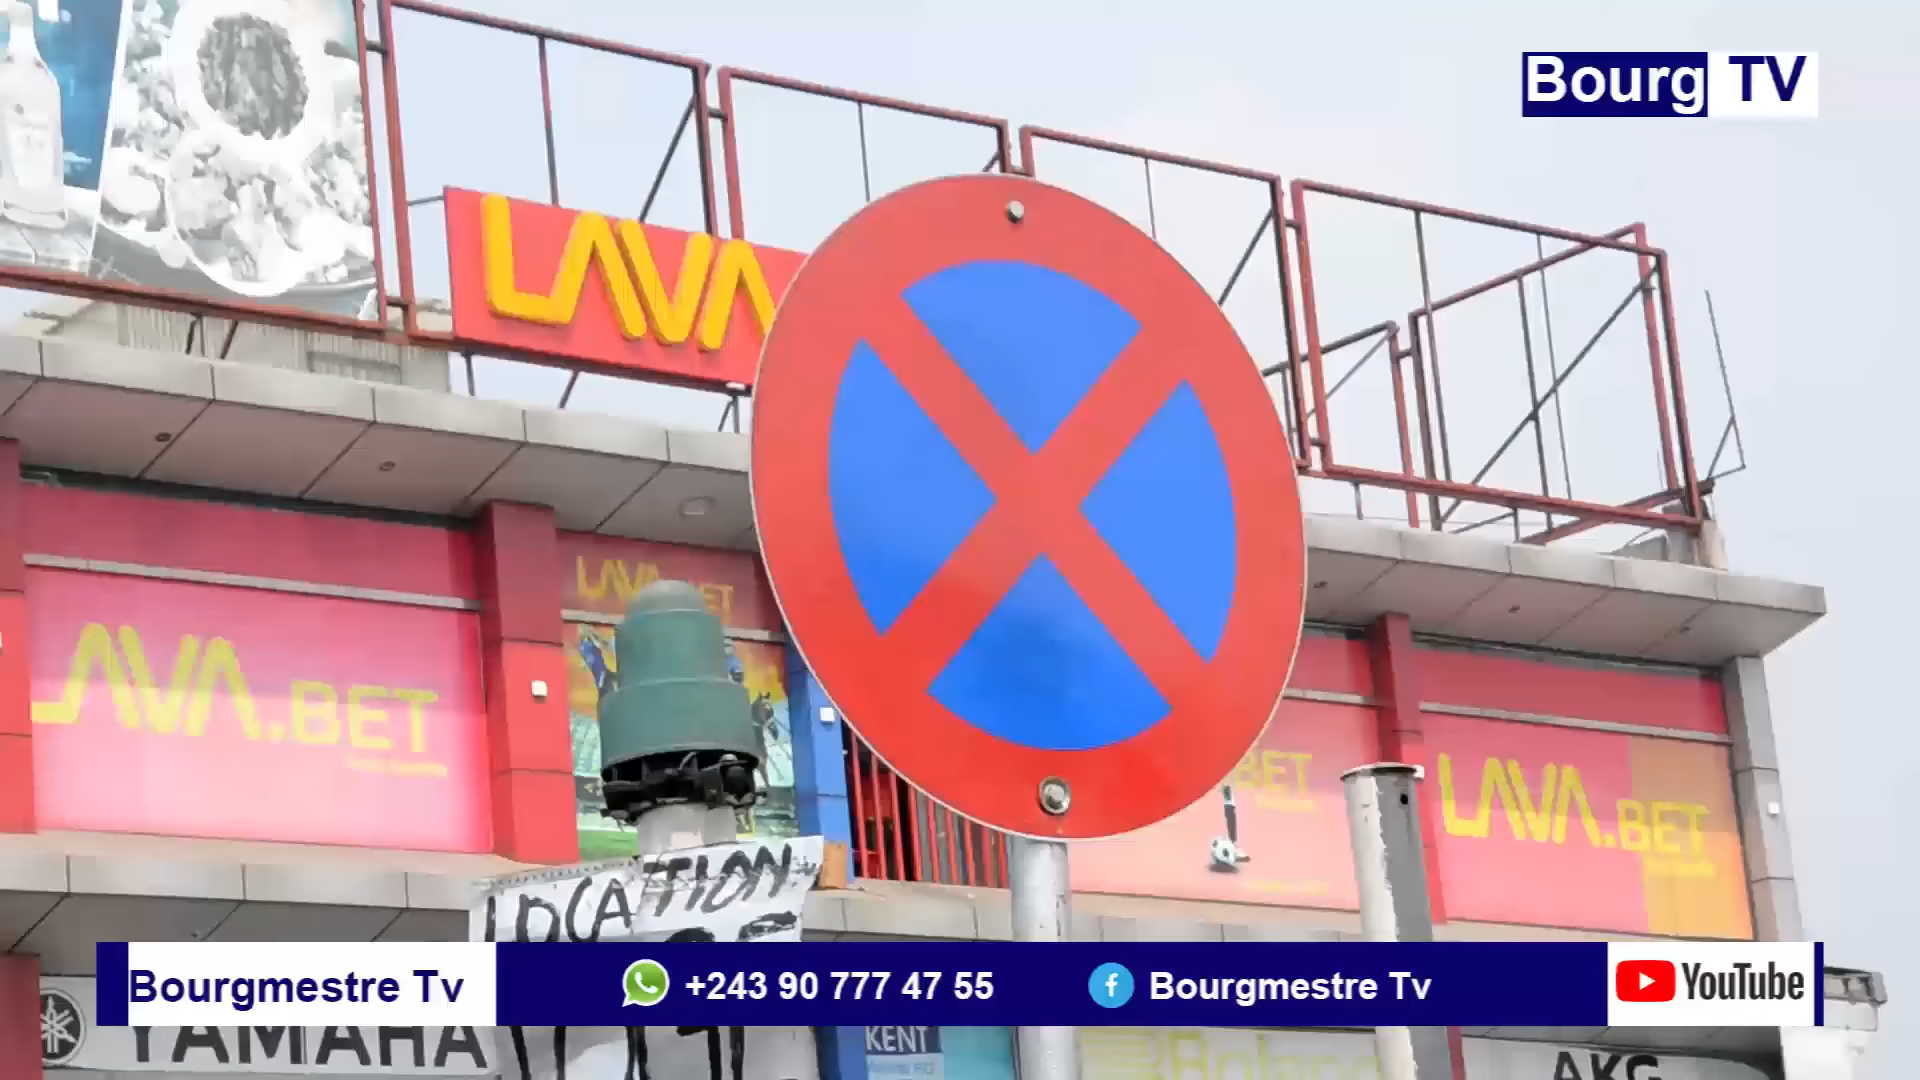 Bourg TV
LAVA
LAVA.BET
LAVA.BET
BET
LAVA.BET
LOCATION
Bourgmestre Tv
+243 90 777 47 55
Bourgmestre Tv
YouTube
YAMAHA
KENT
Roland
AKG